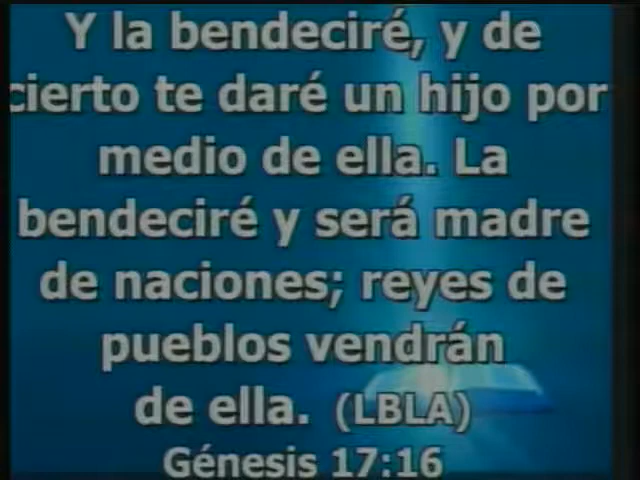 Y la bendeciré, y de
cierto te daré un hijo por
medio de ella. La
bendeciré y será madre
de naciones; reyes de
pueblos vendrán
de ella. (LBLA)
Génesis 17:16